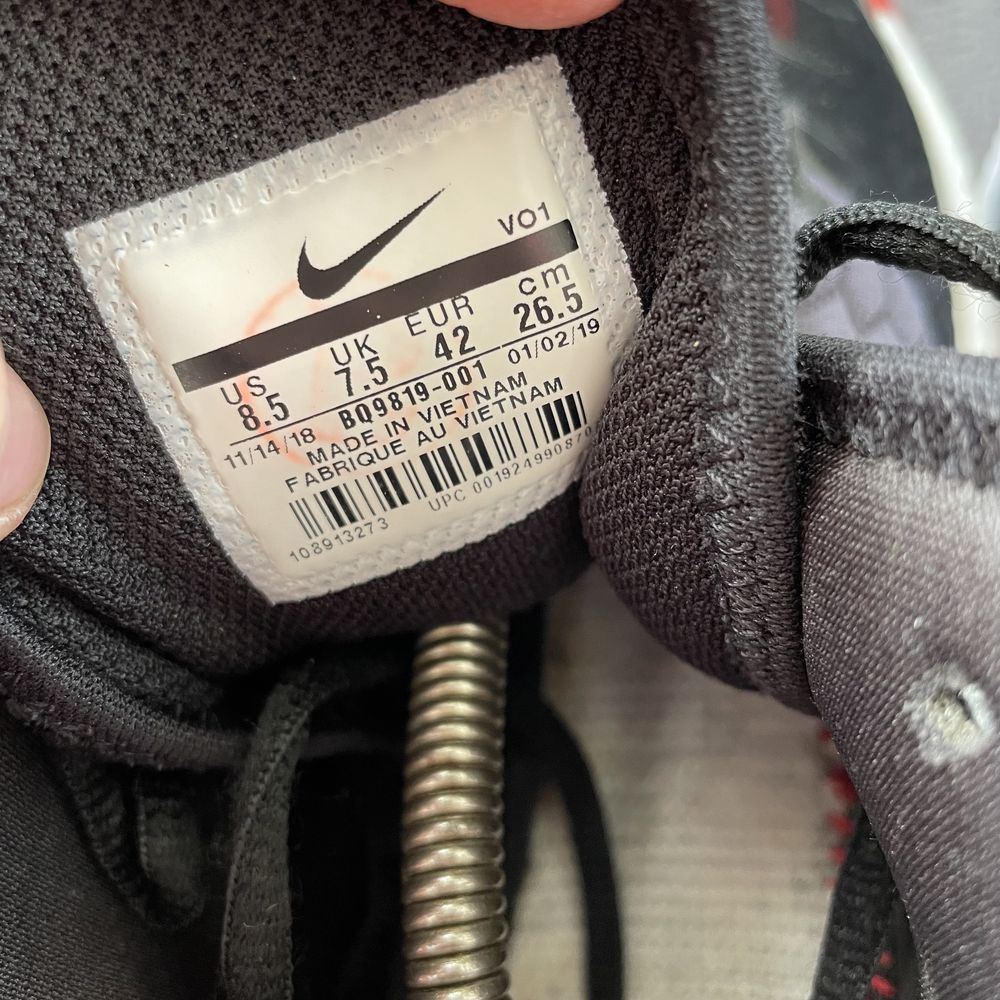 VO1
US UK EUR cm
8.5 7.5 42 26.5
11/14/18 BQ9819-001 01/02/19
MADE IN VIETNAM
FABRIQUE AU VIETNAM
108913273 UPC 00192499087